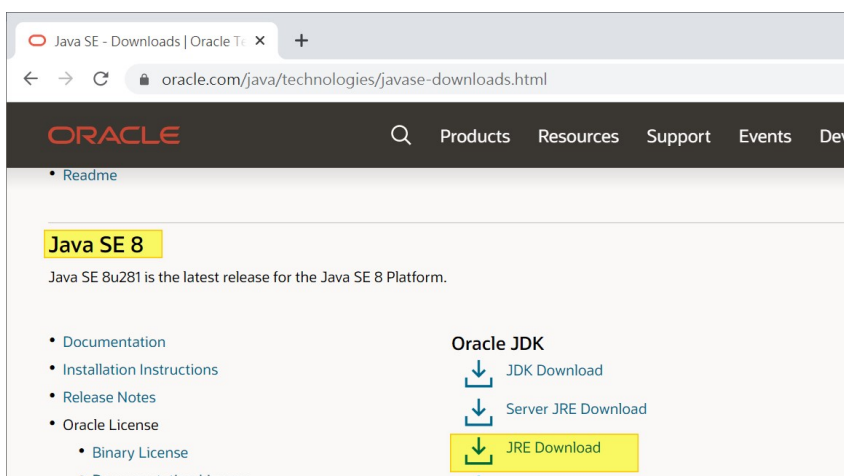 Java SE - Downloads | Oracle Te
oracle.com/java/technologies/javase-downloads.html
ORACLE Products Resources Support Events Dev
Readme
Java SE 8
Java SE 8u281 is the latest release for the Java SE 8 Platform.
Documentation
Installation Instructions
Release Notes
Oracle License
Binary License
Oracle JDK
JDK Download
Server JRE Download
JRE Download